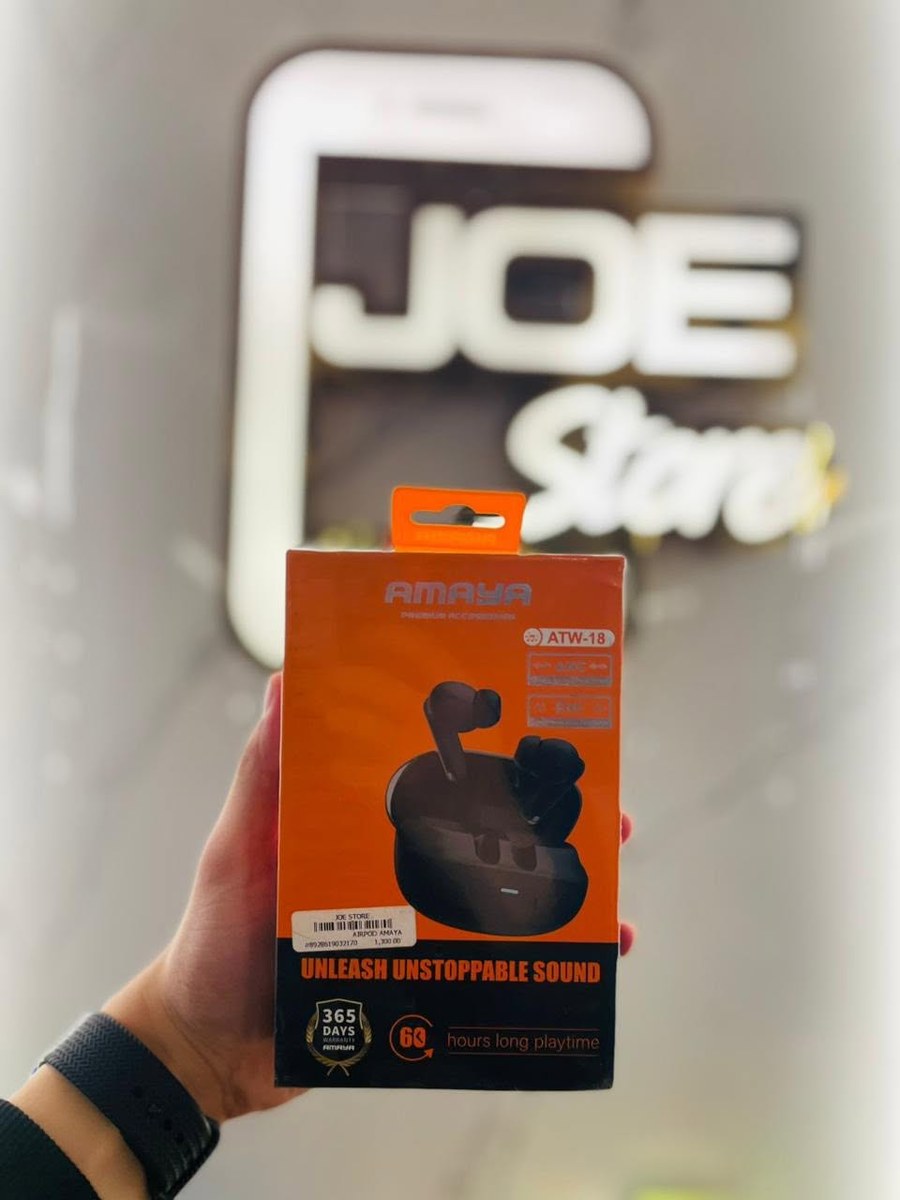 JOE
Store
AMAYA
PREMIUM ACCESSORIES
ATW-18
JOE STORE
AIRPOD AMAYA
1,300.00
UNLEASH UNSTOPPABLE SOUND
365
DAYS
WARRANTY
AMAYA
60
hours long playtime